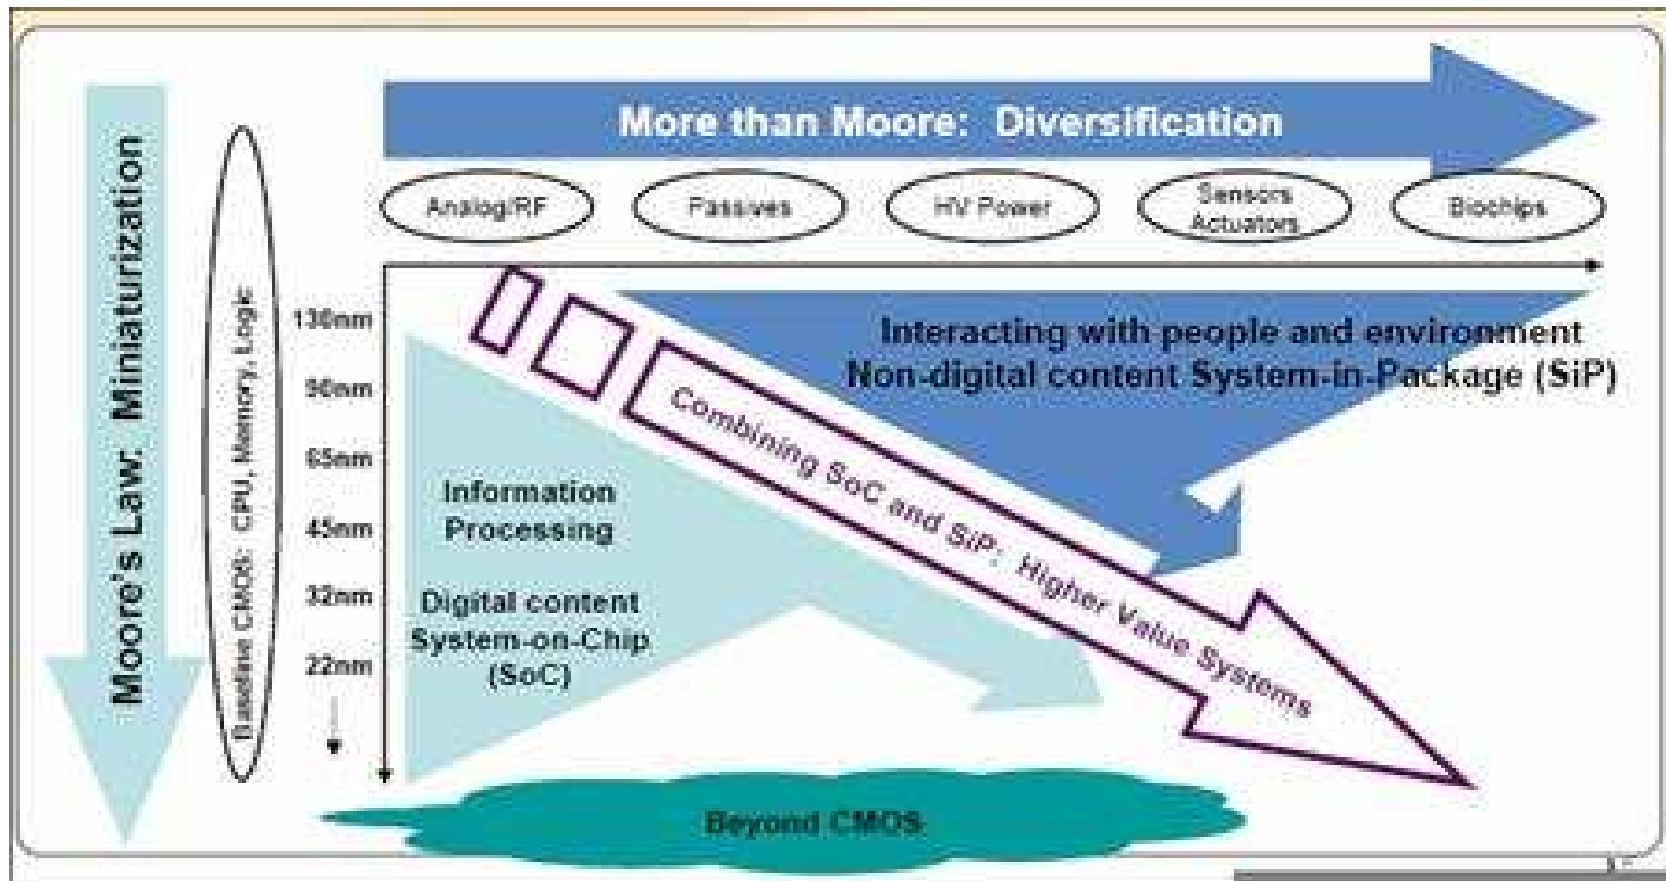 More than Moore: Diversification
Analog/RF
Passives
HV Power
Sensors
Actuators
Biochips
Moore's Law: Miniaturization
Baseline CMOS: CPU, Memory, Logic
130nm
90nm
65nm
45nm
32nm
22nm
Interacting with people and environment
Non-digital content System-in-Package (SiP)
Combining SoC and SiP: Higher Value Systems
Information
Processing
Digital content
System-on-Chip
(SoC)
Beyond CMOS